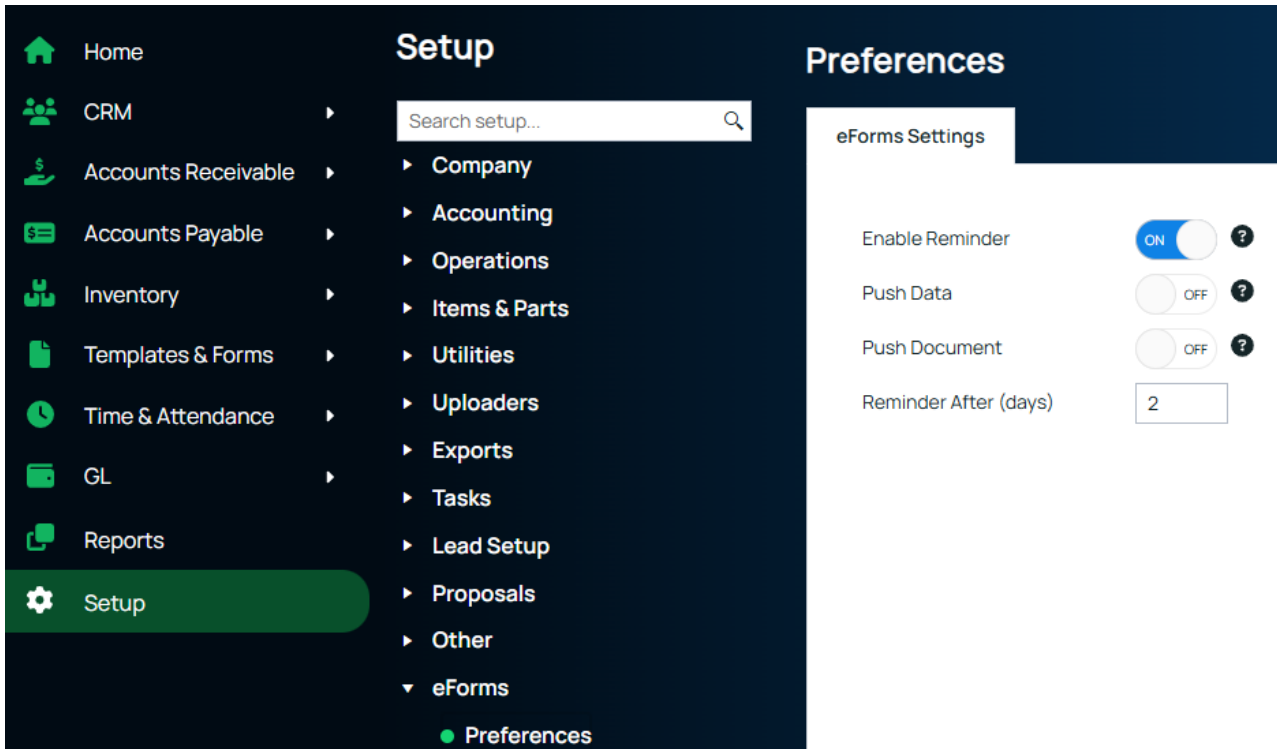 Home
CRM
Accounts Receivable
Accounts Payable
Inventory
Templates & Forms
Time & Attendance
GL
Reports
Setup
Setup
Search setup...
Company
Accounting
Operations
Items & Parts
Utilities
Uploaders
Exports
Tasks
Lead Setup
Proposals
Other
eForms
Preferences
Preferences
eForms Settings
Enable Reminder ON ?
Push Data OFF ?
Push Document OFF ?
Reminder After (days) 2